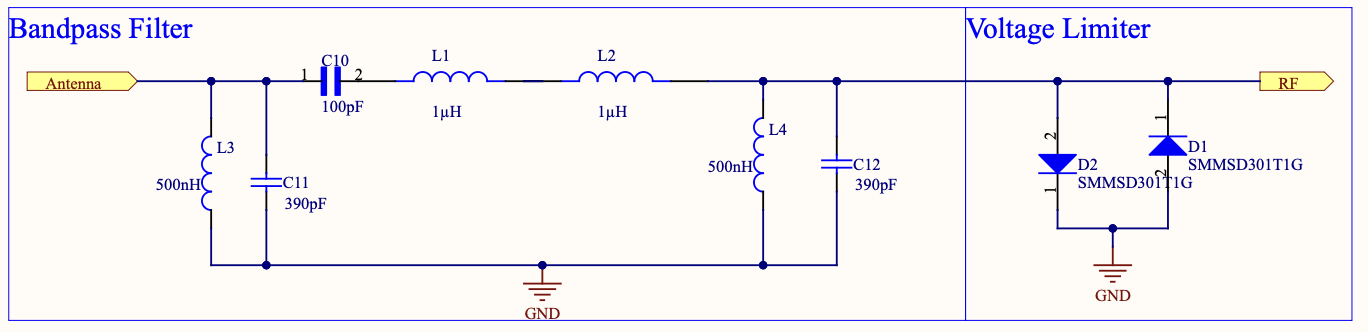 Bandpass Filter
Voltage Limiter
Antenna
1
C10
2
100pF
L1
1µH
L2
1µH
RF
L3
500nH
C11
390pF
L4
500nH
C12
390pF
2
D2
SMMSD301T1G
1
1
D1
SMMSD301T1G
2
GND
GND